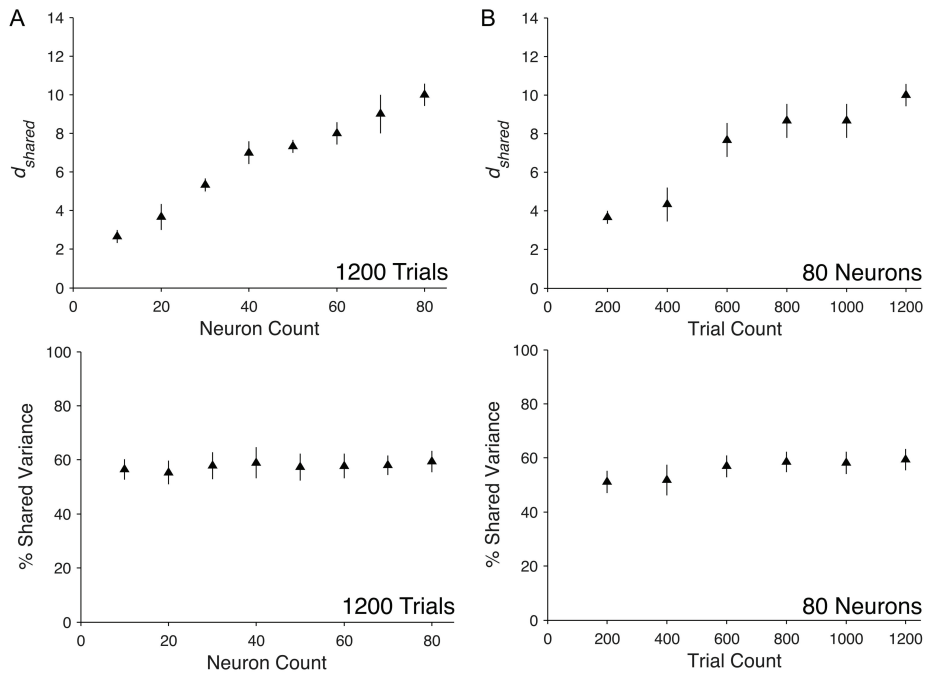 A
14
12
10
8
6
4
2
0
d_shared
0 20 40 60 80
1200 Trials
Neuron Count
B
14
12
10
8
6
4
2
0
d_shared
0 200 400 600 800 1000 1200
80 Neurons
Trial Count
100
80
60
40
20
0
% Shared Variance
0 20 40 60 80
1200 Trials
Neuron Count
100
80
60
40
20
0
% Shared Variance
0 200 400 600 800 1000 1200
80 Neurons
Trial Count